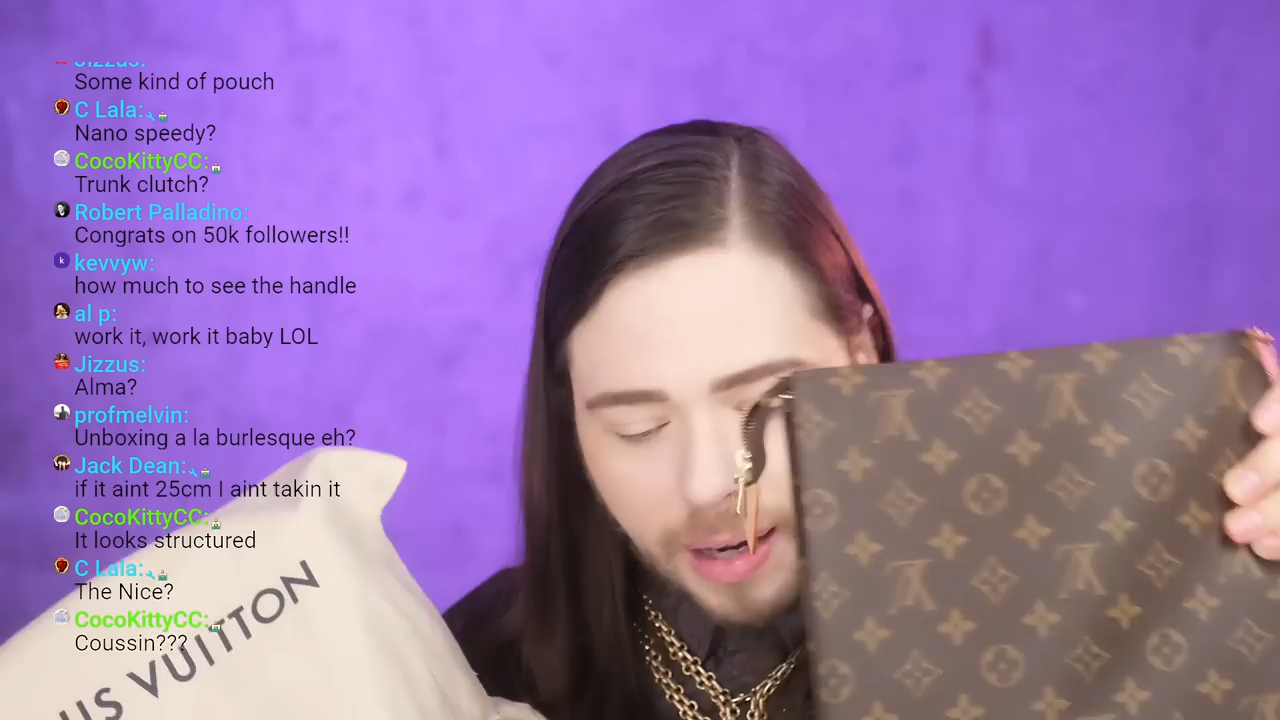 Jizzus:
Some kind of pouch
C Lala:
Nano speedy?
CocoKittyCC:
Trunk clutch?
Robert Palladino:
Congrats on 50k followers!!
k
kevvyw:
how much to see the handle
al p:
work it, work it baby LOL
Jizzus:
Alma?
profmelvin:
Unboxing a la burlesque eh?
Jack Dean:
if it aint 25cm I aint takin it
CocoKittyCC:
It looks structured
C Lala:
The Nice?
CocoKittyCC:
Coussin???
VUITTON